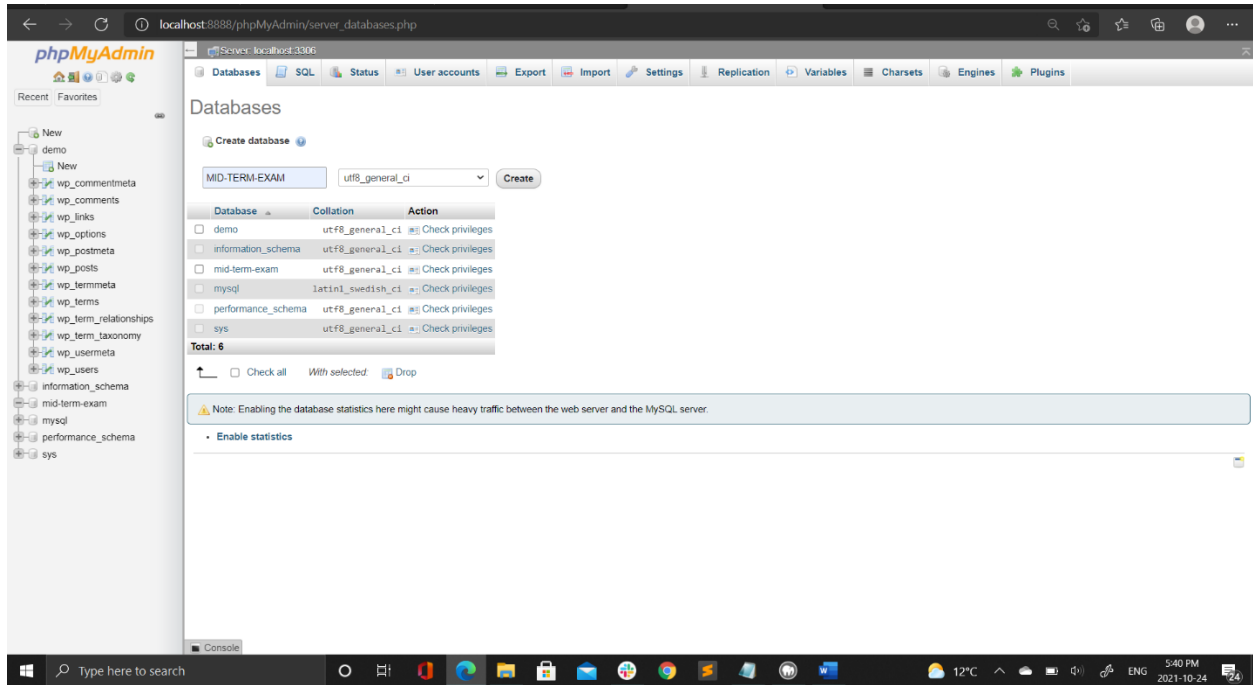 localhost:8888/phpMyAdmin/server_databases.php
phpMyAdmin
Recent Favorites
New
demo
New
wp_commentmeta
wp_comments
wp_links
wp_options
wp_postmeta
wp_posts
wp_termmeta
wp_terms
wp_term_relationships
wp_term_taxonomy
wp_usermeta
wp_users
information_schema
mid-term-exam
mysql
performance_schema
sys
Server: localhost:3306
Databases SQL Status User accounts Export Import Settings Replication Variables Charsets Engines Plugins
Databases
Create database
MID-TERM-EXAM utf8_general_ci Create
Database Collation Action
demo utf8_general_ci Check privileges
information_schema utf8_general_ci Check privileges
mid-term-exam utf8_general_ci Check privileges
mysql latin1_swedish_ci Check privileges
performance_schema utf8_general_ci Check privileges
sys utf8_general_ci Check privileges
Total: 6
Check all With selected: Drop
Note: Enabling the database statistics here might cause heavy traffic between the web server and the MySQL server.
Enable statistics
Console
Type here to search
12°C ENG 5:40 PM
2021-10-24
24